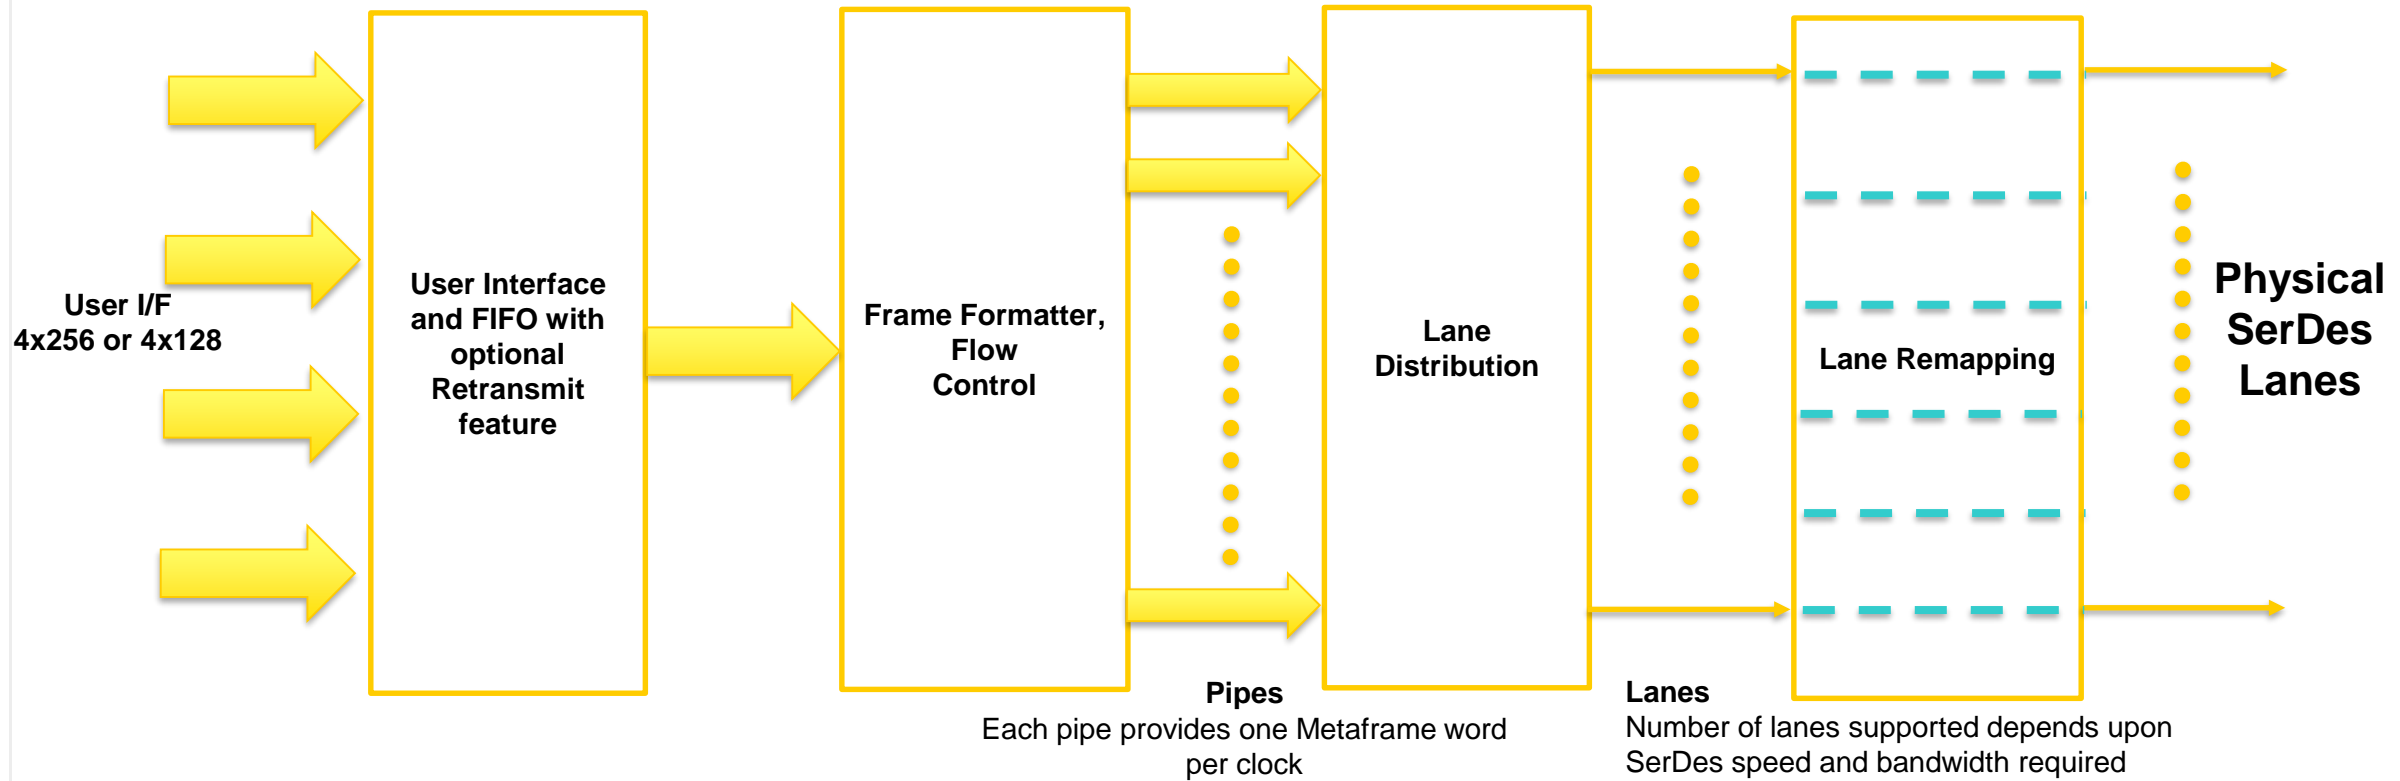 User I/F
4x256 or 4x128
User Interface
and FIFO with
optional
Retransmit
feature
Frame Formatter,
Flow
Control
Lane
Distribution
Lane Remapping
Physical
SerDes
Lanes
Pipes
Each pipe provides one Metaframe word
per clock
Lanes
Number of lanes supported depends upon
SerDes speed and bandwidth required